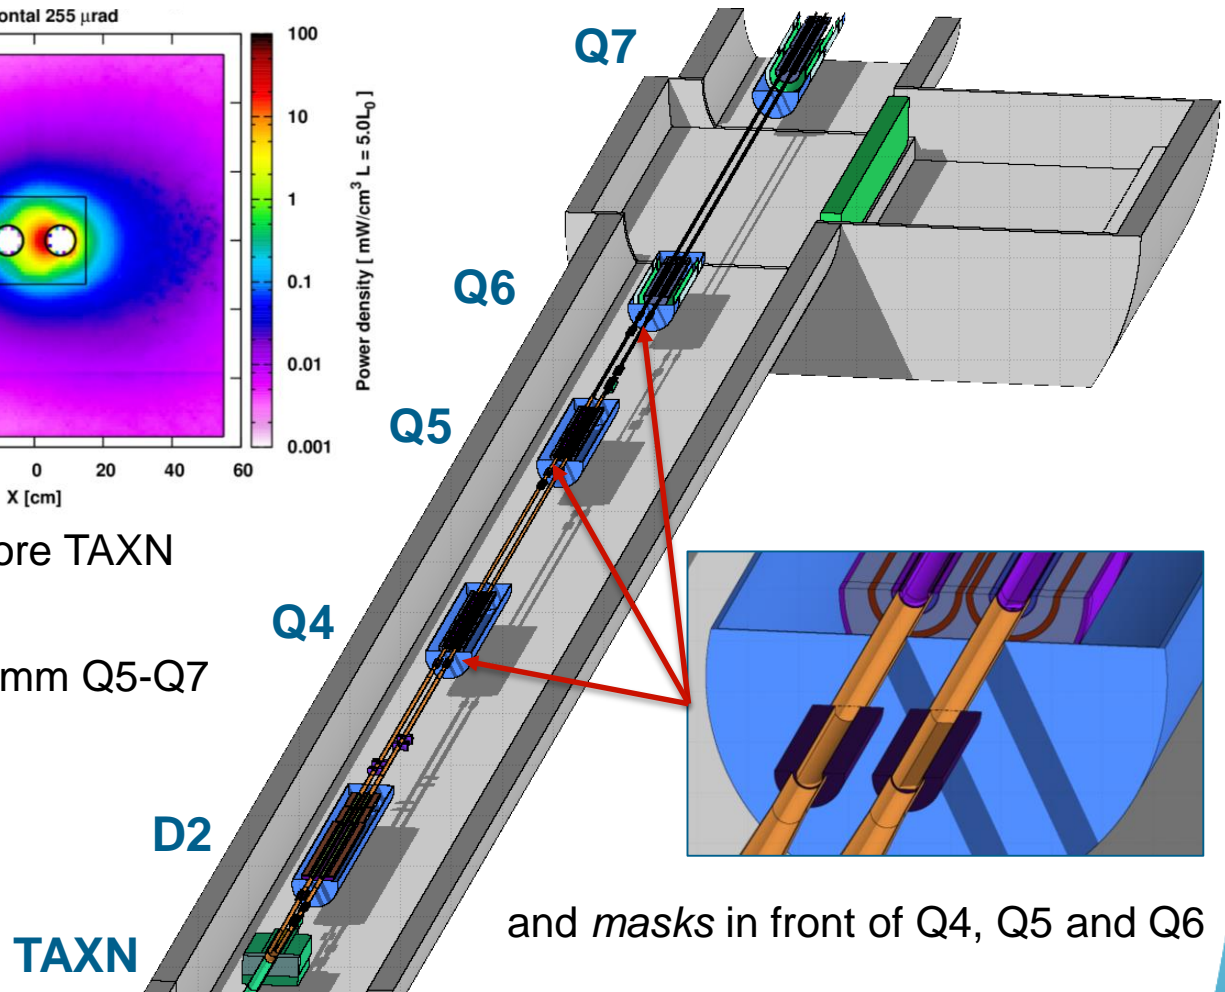 ontal 255 μrad
100
10
1
0.1
0.01
0.001
Power density [ mW/cm³ L = 5.0L₀ ]
0 20 40 60
X [cm]
ore TAXN
mm Q5-Q7
Q7
Q6
Q5
Q4
D2
TAXN
and masks in front of Q4, Q5 and Q6